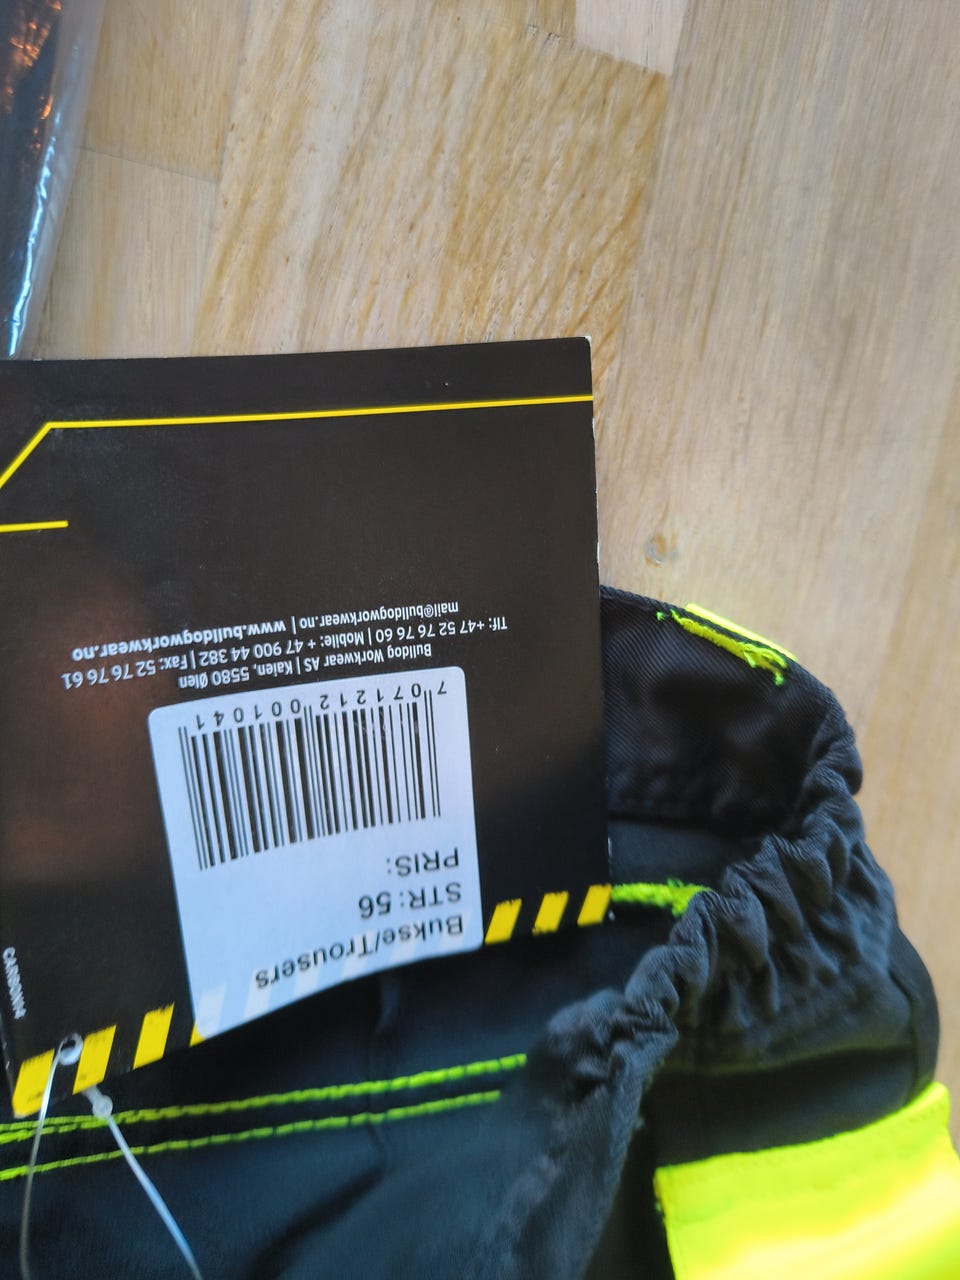 Bukse/Trousers
STR: 56
PRIS:
7 071212 001041
Bulldog Workwear AS | Kaien, 5580 Ølen
Tlf: +47 52 76 76 60 | Mobile: + 47 900 44 382 | Fax: 52 76 76 61
mail@bulldogworkwear.no | www.bulldogworkwear.no